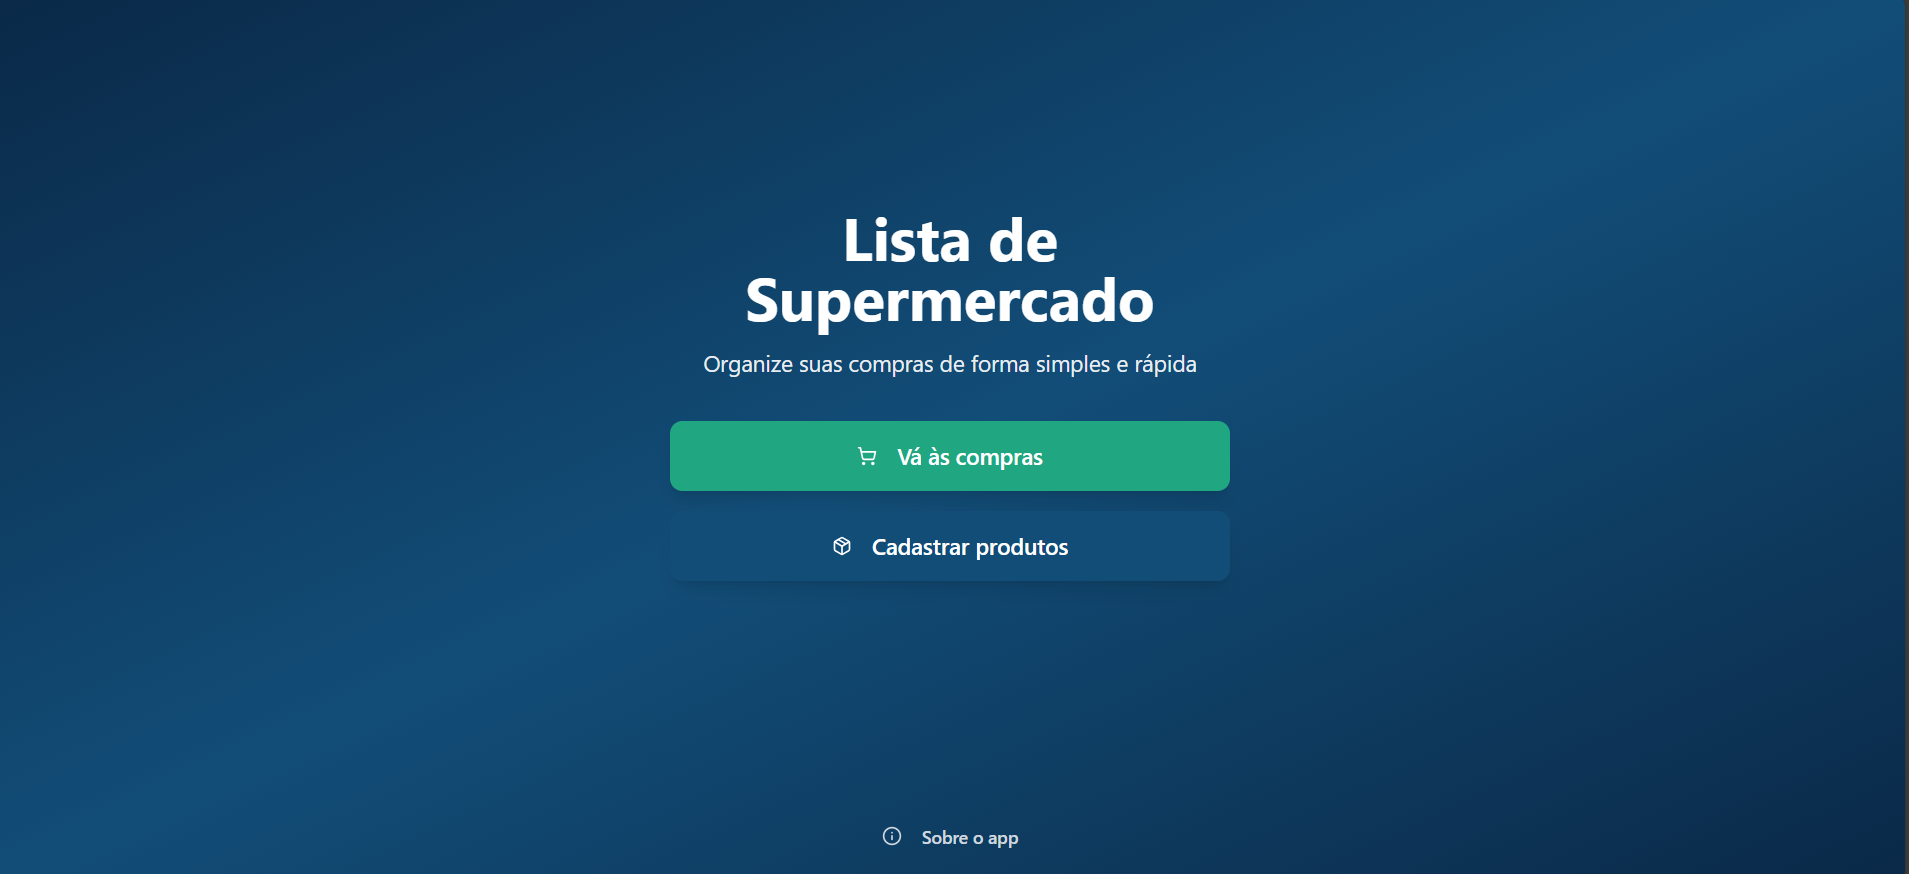 Lista de
Supermercado
Organize suas compras de forma simples e rápida
Vá às compras
Cadastrar produtos
Sobre o app